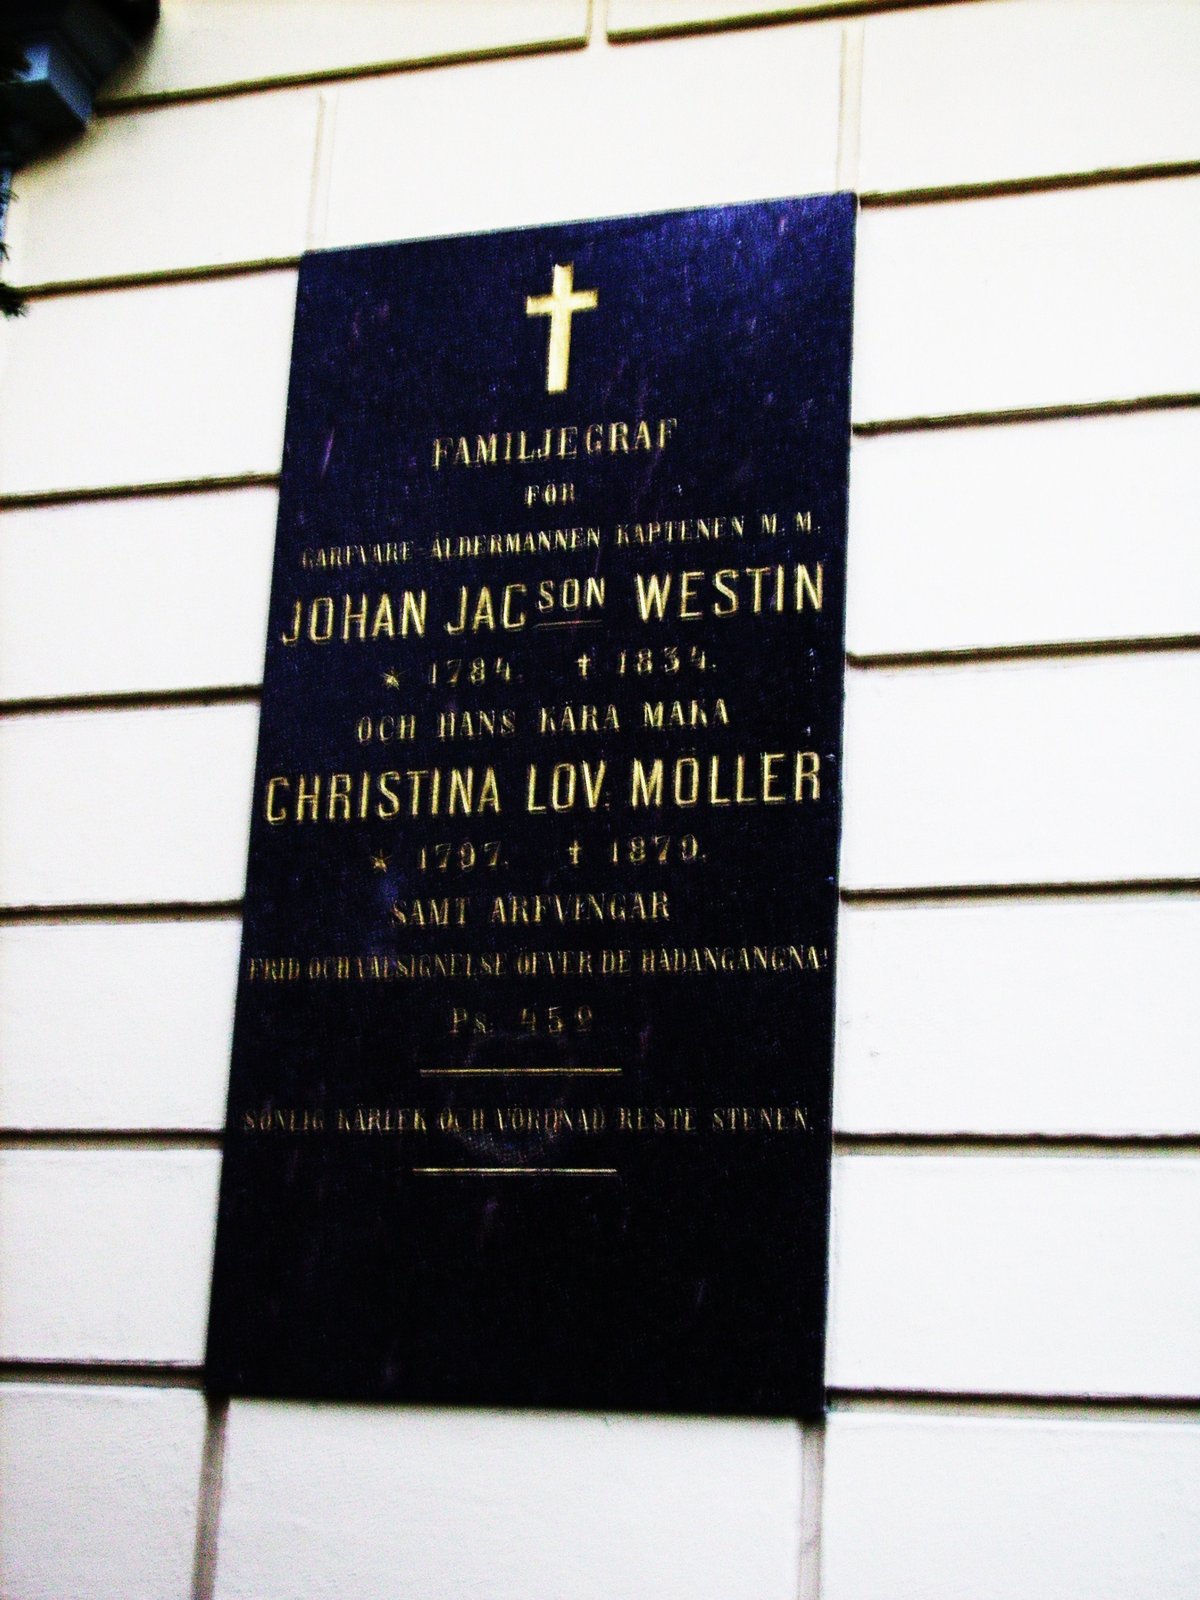 FAMILJEGRAF
FÖR
GARFVARE-ÅLDERMANNEN KAPTENEN M. M.
JOHAN JACSON WESTIN
* 1784. † 1834.
OCH HANS KÄRA MAKA
CHRISTINA LOV. MÖLLER
* 1797. † 1879.
SAMT ARFVINGAR
FRID OCH VÄLSIGNELSE ÖFVER DE HÄDANGÅNGNA!
Ps. 452
SONLIG KÄRLEK OCH VÖRDNAD RESTE STENEN.